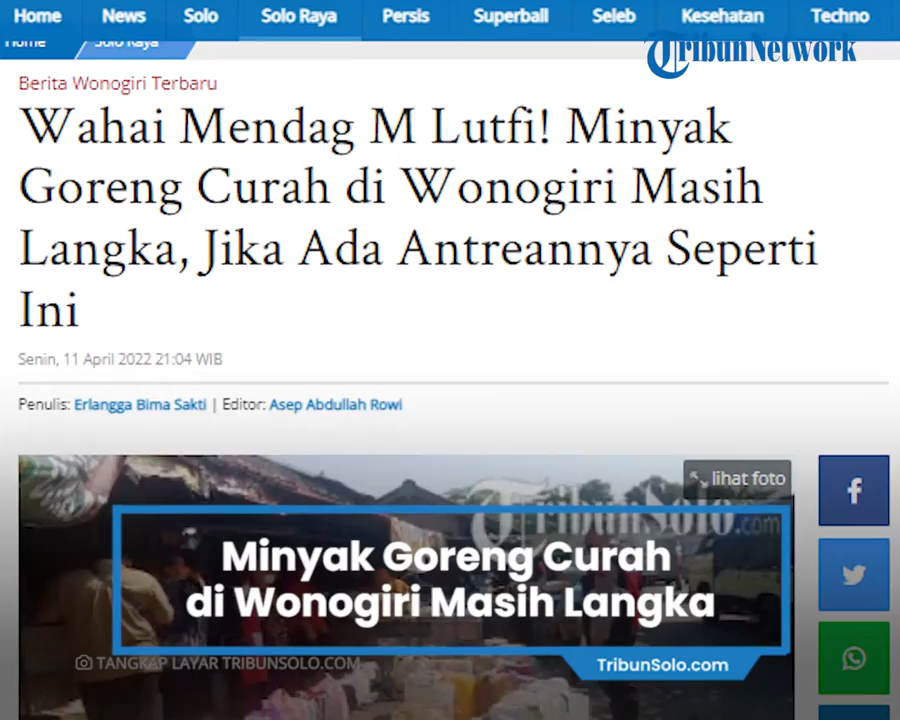 Home News Solo Solo Raya Persis Superball Seleb Kesehatan Techno
Home Solo Raya
TribunNetwork
Berita Wonogiri Terbaru
Wahai Mendag M Lutfi! Minyak
Goreng Curah di Wonogiri Masih
Langka, Jika Ada Antreannya Seperti
Ini
Senin, 11 April 2022 21:04 WIB
Penulis: Erlangga Bima Sakti | Editor: Asep Abdullah Rowi
lihat foto
TribunSolo.com
Minyak Goreng Curah
di Wonogiri Masih Langka
TANGKAP LAYAR TRIBUNSOLO.COM
TribunSolo.com